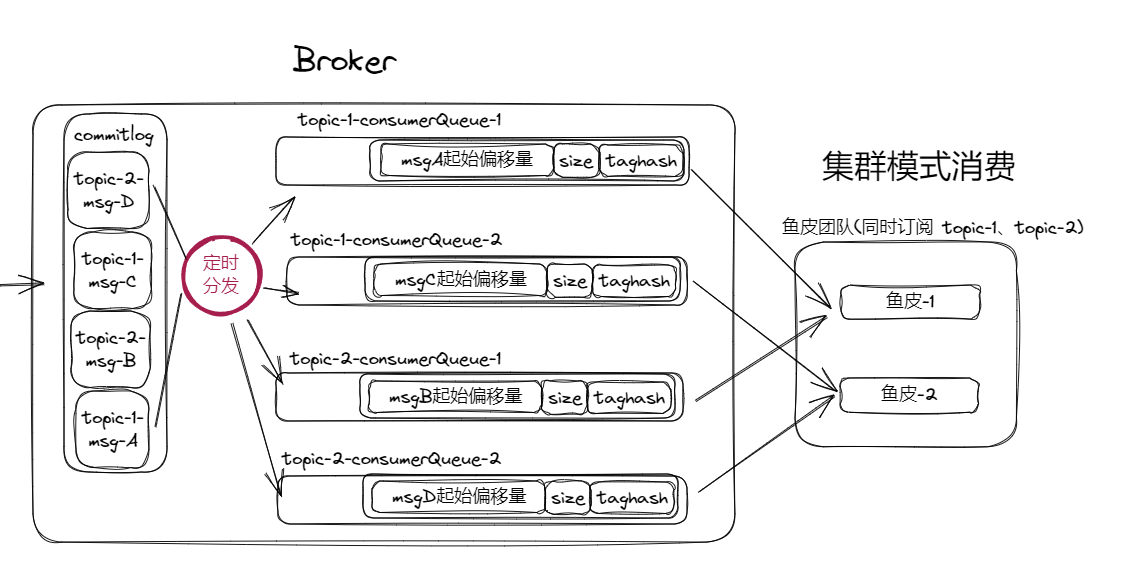 Broker
commitlog
topic-2-
msg-D
topic-1-
msg-C
topic-2-
msg-B
topic-1-
msg-A
定时
分发
topic-1-consumerQueue-1
msgA起始偏移量 size taghash
topic-1-consumerQueue-2
msgC起始偏移量 size taghash
topic-2-consumerQueue-1
msgB起始偏移量 size taghash
topic-2-consumerQueue-2
msgD起始偏移量 size taghash
集群模式消费
鱼皮团队(同时订阅 topic-1、topic-2)
鱼皮-1
鱼皮-2